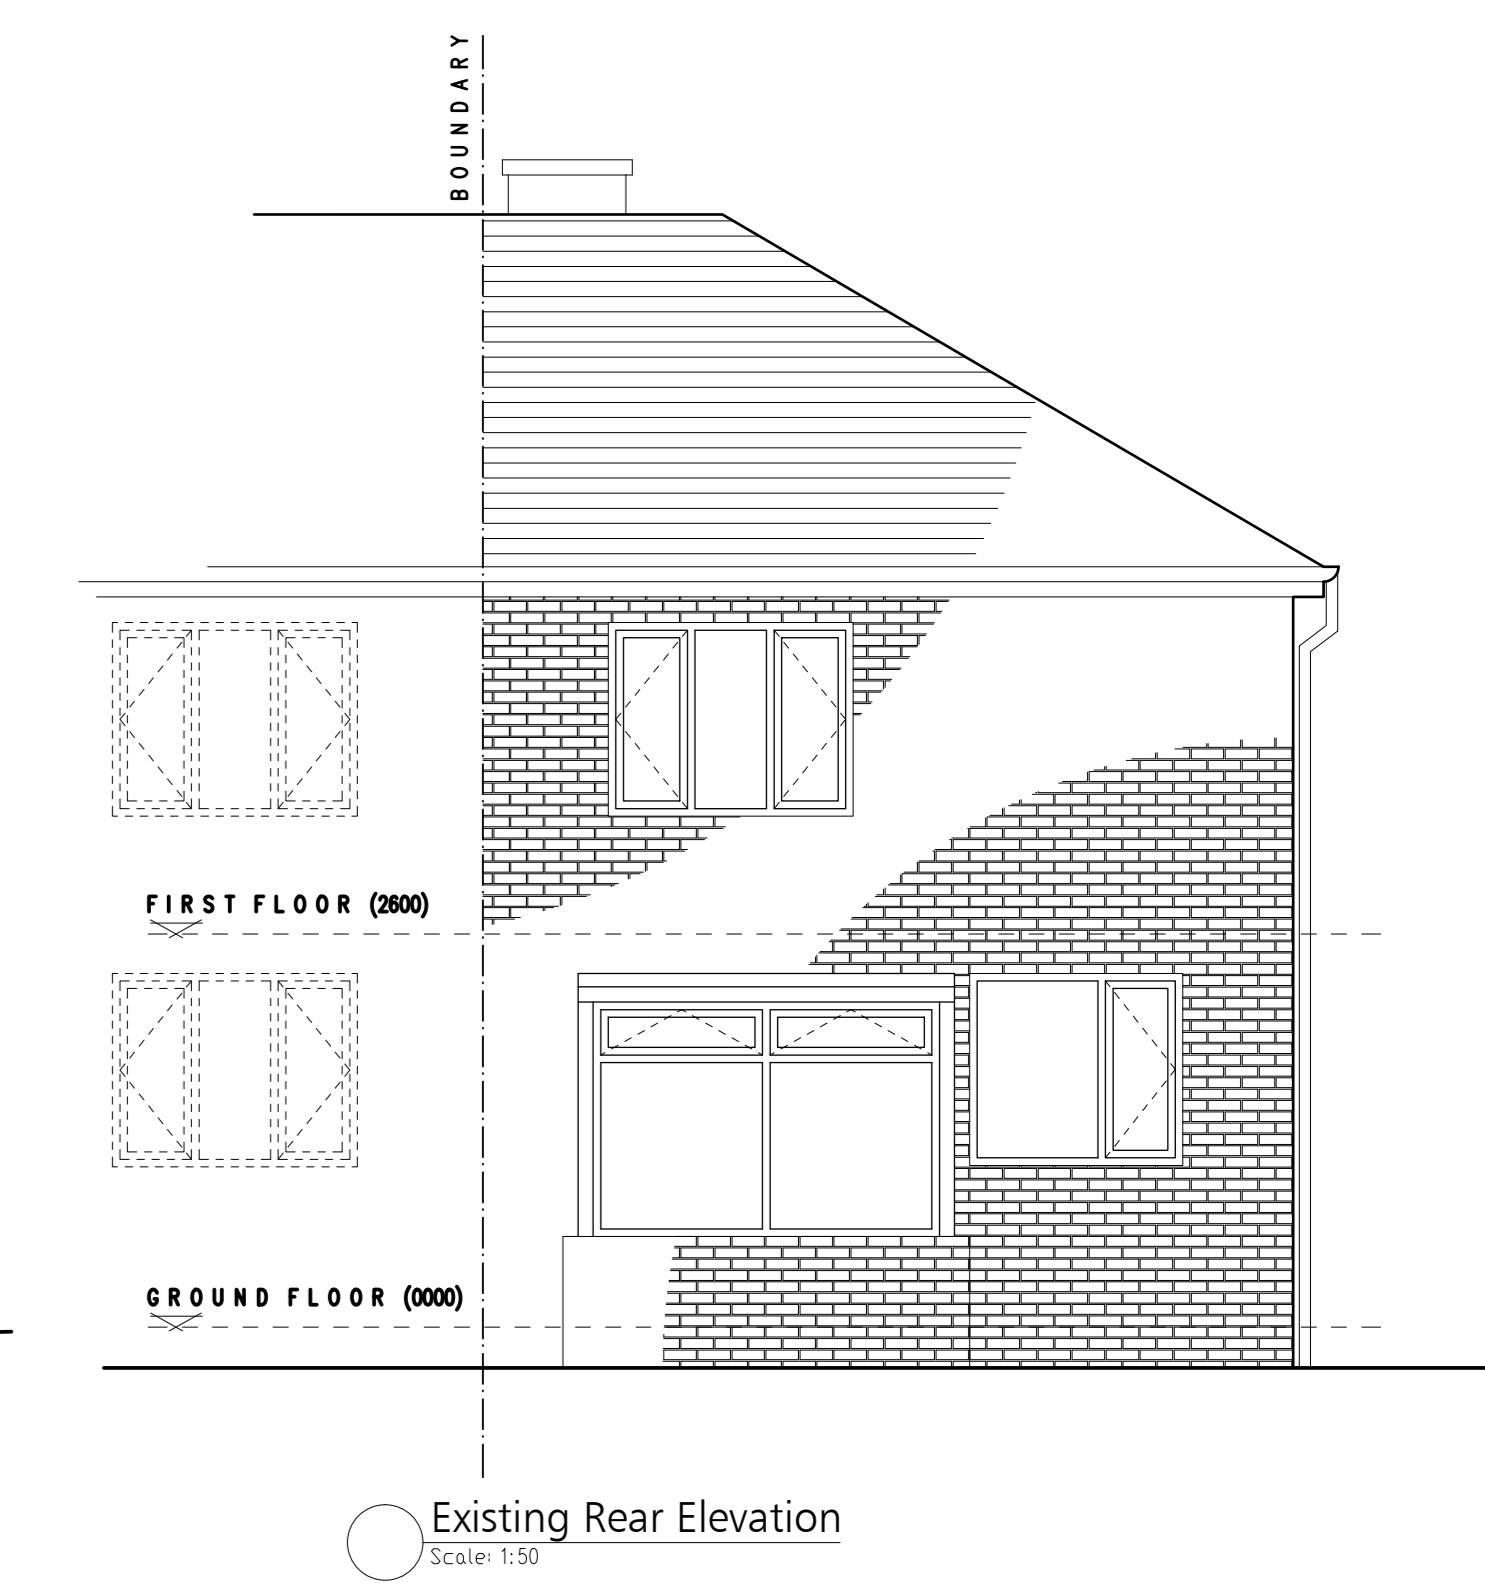 BOUNDARY
FIRST FLOOR (2600)
GROUND FLOOR (0000)
Existing Rear Elevation
Scale: 1:50